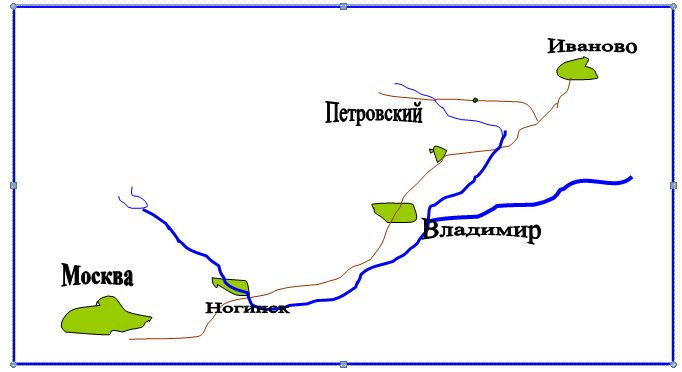 Иваново
Петровский
Владимир
Москва
Ногинск